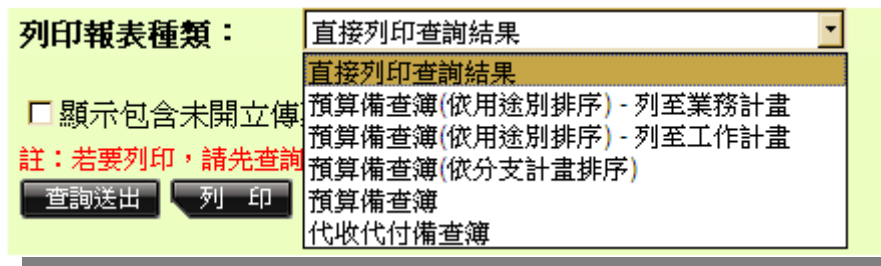 列印報表種類：
直接列印查詢結果
直接列印查詢結果
預算備查簿(依用途別排序) - 列至業務計畫
顯示包含未開立傳
預算備查簿(依用途別排序) - 列至工作計畫
註：若要列印，請先查詢
預算備查簿(依分支計畫排序)
查詢送出 列 印
預算備查簿
代收代付備查簿